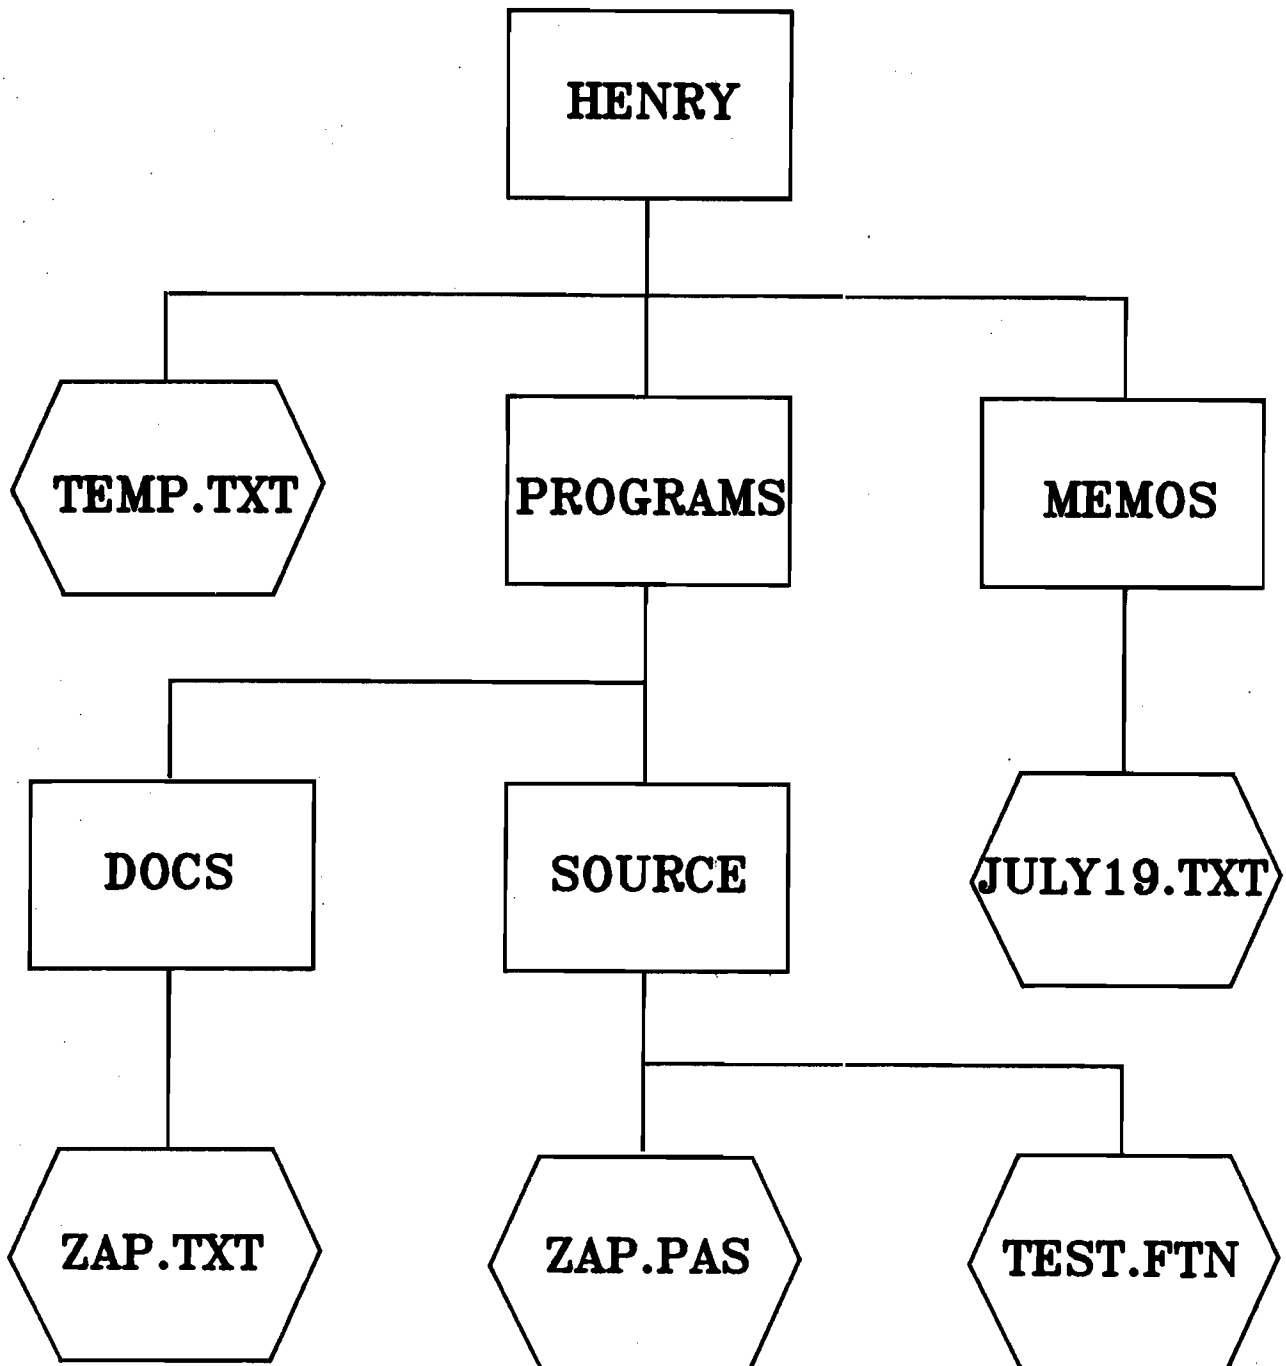 HENRY
TEMP.TXT
PROGRAMS
MEMOS
DOCS
SOURCE
JULY19.TXT
ZAP.TXT
ZAP.PAS
TEST.FTN